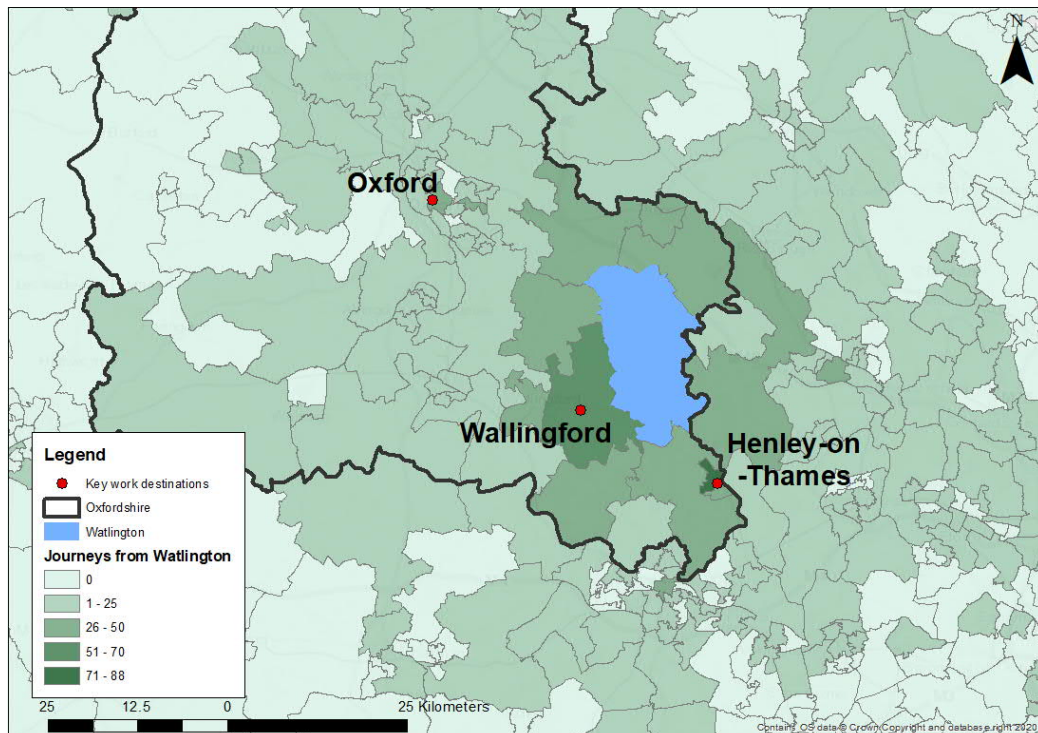 N
Oxford
Wallingford
Henley-on
-Thames
Legend
Key work destinations
Oxfordshire
Watlington
Journeys from Watlington
0
1 - 25
26 - 50
51 - 70
71 - 88
25 12.5 0 25 Kilometers
Contains OS data © Crown Copyright and database right 2020